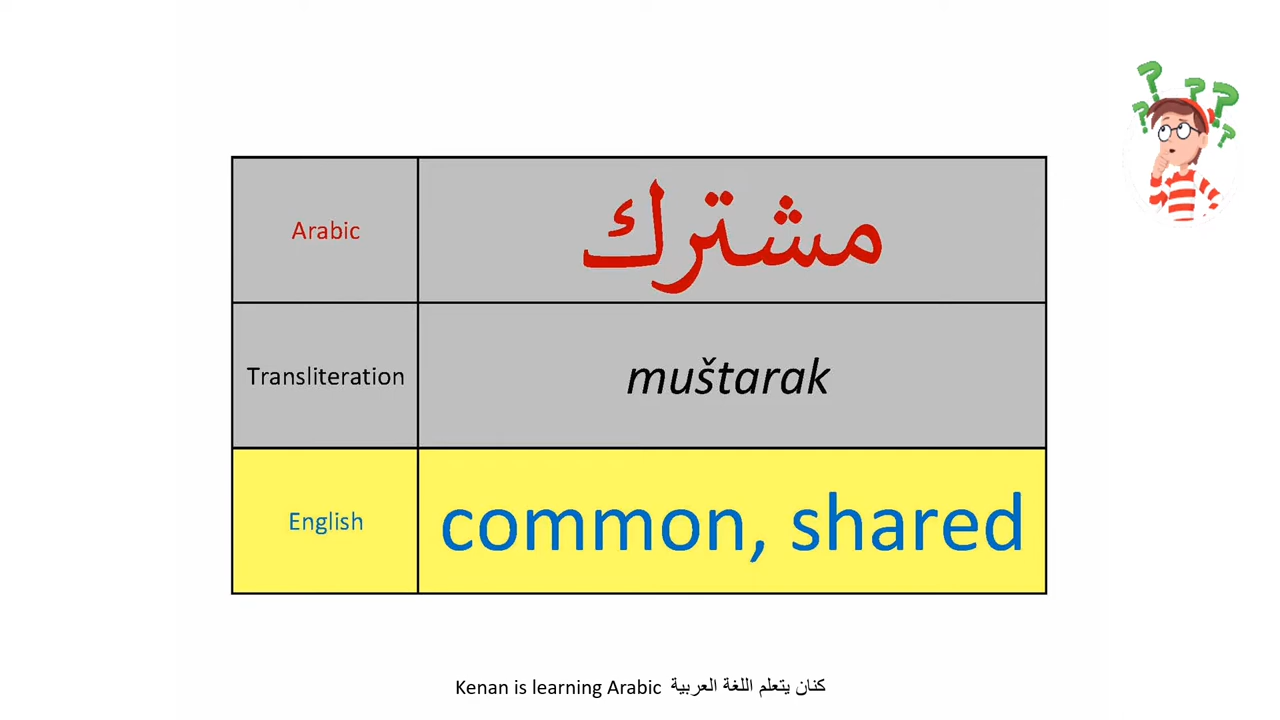 Arabic مشترك
Transliteration muštarak
English common, shared
Kenan is learning Arabic كنان يتعلم اللغة العربية